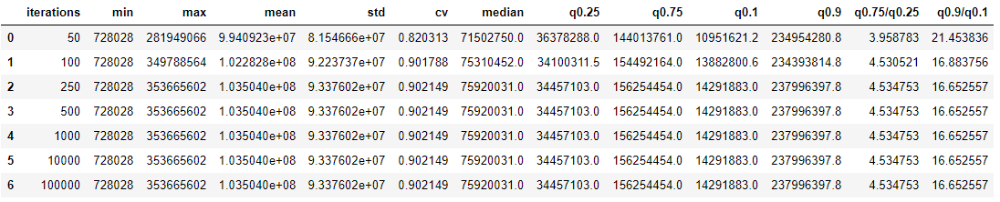 iterations min max mean std cv median q0.25 q0.75 q0.1 q0.9 q0.75/q0.25 q0.9/q0.1
0 50 728028 281949066 9.940923e+07 8.154666e+07 0.820313 71502750.0 36378288.0 144013761.0 10951621.2 234954280.8 3.958783 21.453836
1 100 728028 349788564 1.022828e+08 9.223737e+07 0.901788 75310452.0 34100311.5 154492164.0 13882800.6 234393814.8 4.530521 16.883756
2 250 728028 353665602 1.035040e+08 9.337602e+07 0.902149 75920031.0 34457103.0 156254454.0 14291883.0 237996397.8 4.534753 16.652557
3 500 728028 353665602 1.035040e+08 9.337602e+07 0.902149 75920031.0 34457103.0 156254454.0 14291883.0 237996397.8 4.534753 16.652557
4 1000 728028 353665602 1.035040e+08 9.337602e+07 0.902149 75920031.0 34457103.0 156254454.0 14291883.0 237996397.8 4.534753 16.652557
5 10000 728028 353665602 1.035040e+08 9.337602e+07 0.902149 75920031.0 34457103.0 156254454.0 14291883.0 237996397.8 4.534753 16.652557
6 100000 728028 353665602 1.035040e+08 9.337602e+07 0.902149 75920031.0 34457103.0 156254454.0 14291883.0 237996397.8 4.534753 16.652557